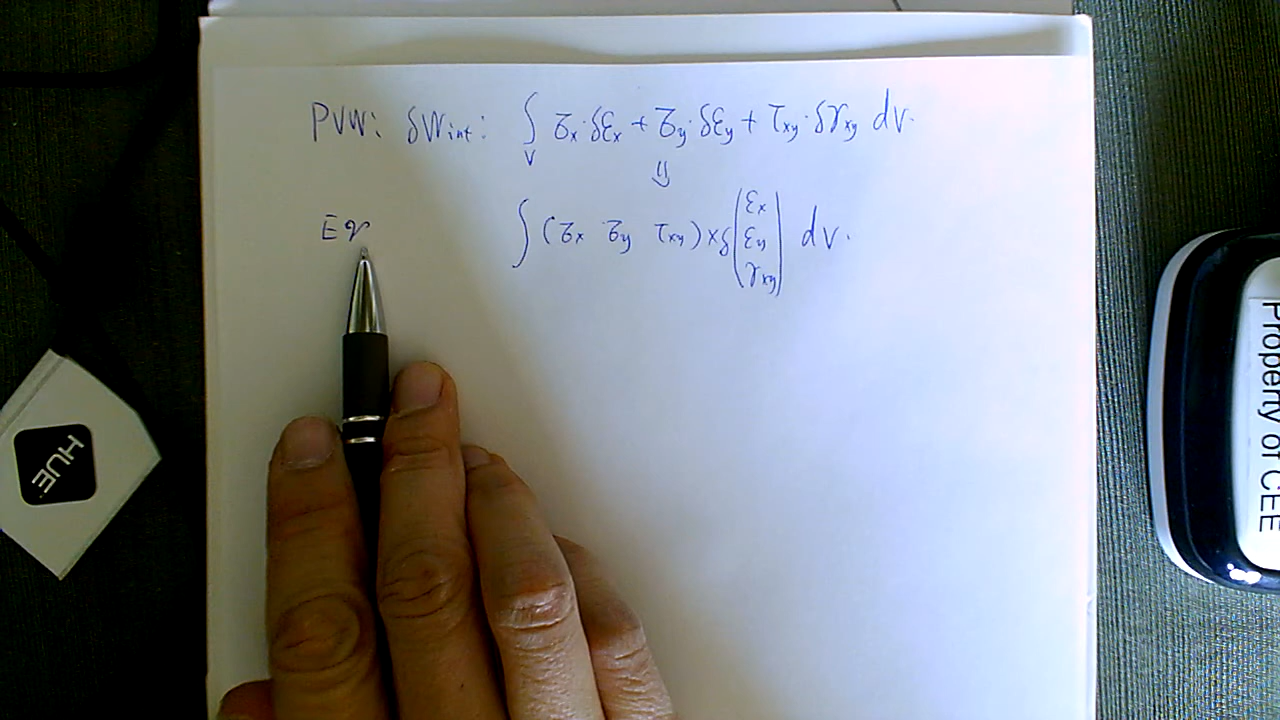 PVW: δWint: ∫V σx·δεx + σy·δεy + τxy·δγxy dv.
⇓
∫ (σx σy τxy) × δ (εx εy γxy) dv.
HUE
Property of CEE